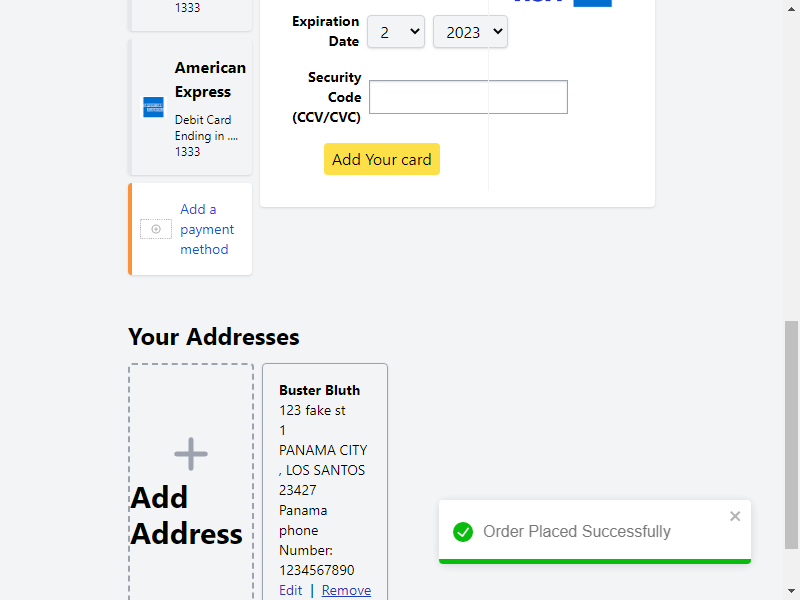 1333
American
Express
Debit Card
Ending in ....
1333
Add a
payment
method
Expiration
Date
2
2023
Security
Code
(CCV/CVC)
Add Your card
Your Addresses
Add
Address
Buster Bluth
123 fake st
1
PANAMA CITY
, LOS SANTOS
23427
Panama
phone
Number:
1234567890
Edit | Remove
Order Placed Successfully